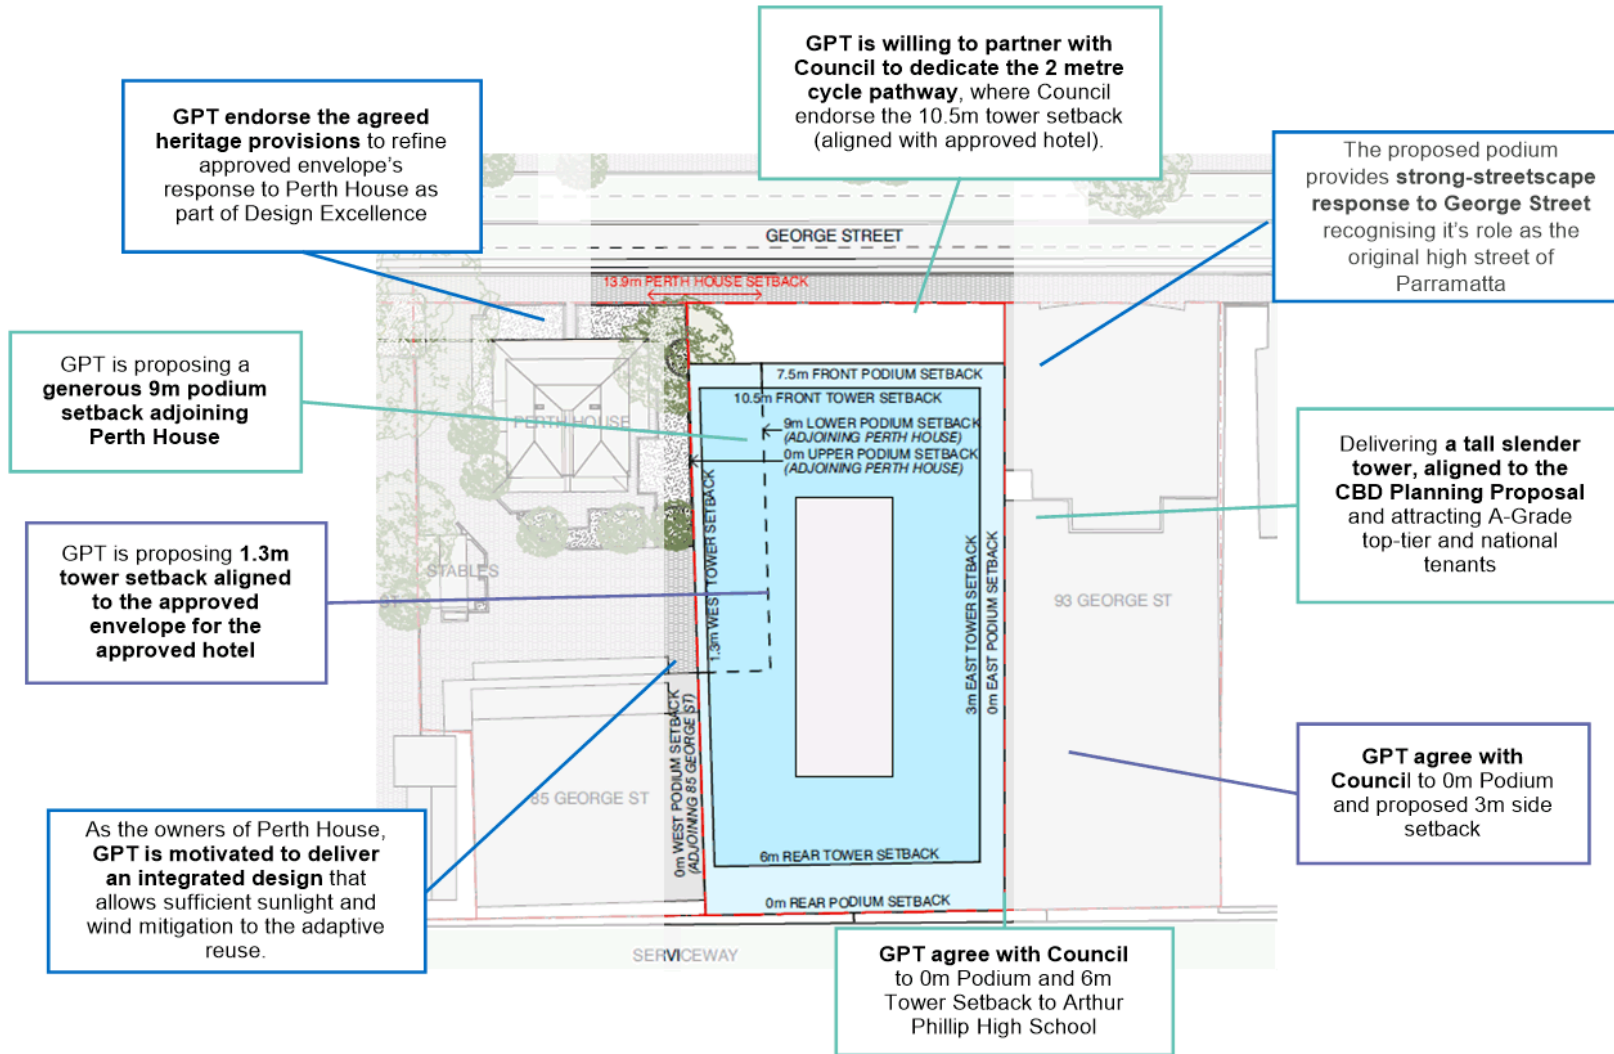 GPT is willing to partner with
Council to dedicate the 2 metre
cycle pathway, where Council
endorse the 10.5m tower setback
(aligned with approved hotel).
GPT endorse the agreed
heritage provisions to refine
approved envelope's
response to Perth House as
part of Design Excellence
The proposed podium
provides strong-streetscape
response to George Street
recognising it's role as the
original high street of
Parramatta
GEORGE STREET
13.9m PERTH HOUSE SETBACK
GPT is proposing a
generous 9m podium
setback adjoining
Perth House
PERTH HOUSE
7.5m FRONT PODIUM SETBACK
10.5m FRONT TOWER SETBACK
9m LOWER PODIUM SETBACK
(ADJOINING PERTH HOUSE)
0m UPPER PODIUM SETBACK
(ADJOINING PERTH HOUSE)
Delivering a tall slender
tower, aligned to the
CBD Planning Proposal
and attracting A-Grade
top-tier and national
tenants
GPT is proposing 1.3m
tower setback aligned
to the approved
envelope for the
approved hotel
STABLES
ST
1.3m WEST TOWER SETBACK
3m EAST TOWER SETBACK
0m EAST PODIUM SETBACK
93 GEORGE ST
0m WEST PODIUM SETBACK
(ADJOINING 85 GEORGE ST)
85 GEORGE ST
GPT agree with
Council to 0m Podium
and proposed 3m side
setback
As the owners of Perth House,
GPT is motivated to deliver
an integrated design that
allows sufficient sunlight and
wind mitigation to the adaptive
reuse.
6m REAR TOWER SETBACK
0m REAR PODIUM SETBACK
SERVICEWAY
GPT agree with Council
to 0m Podium and 6m
Tower Setback to Arthur
Phillip High School